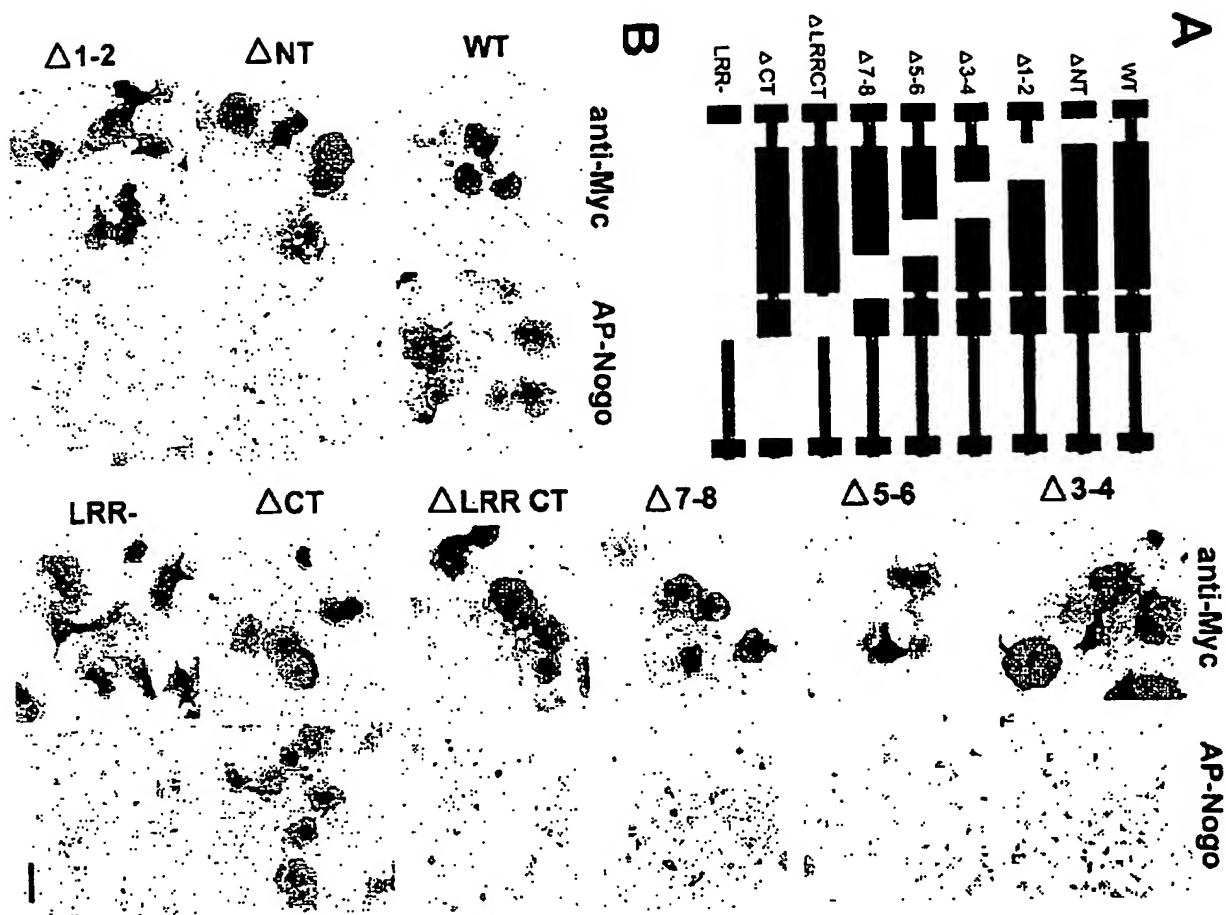 A
WT
ΔNT
Δ1-2
Δ3-4
Δ5-6
Δ7-8
ΔLRRCT
ΔCT
LRR-
B
anti-Myc
AP-Nogo
WT
ΔNT
Δ1-2
anti-Myc
AP-Nogo
Δ3-4
Δ5-6
Δ7-8
ΔLRR CT
ΔCT
LRR-